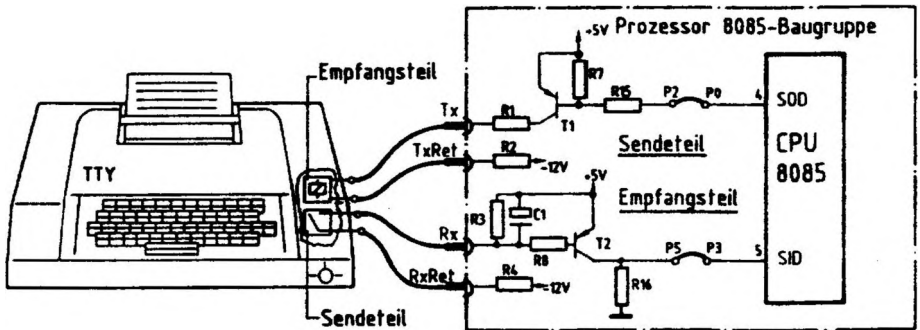 Prozessor 8085-Baugruppe
+5V
Empfangsteil
R7
R15
P2
P0
4
SOD
Tx
R1
T1
CPU
8085
TxRet
R2
-12V
Sendeteil
TTY
+5V
Empfangsteil
R3
C1
Rx
R8
T2
P5
P3
5
SID
RxRet
R4
-12V
R16
Sendeteil